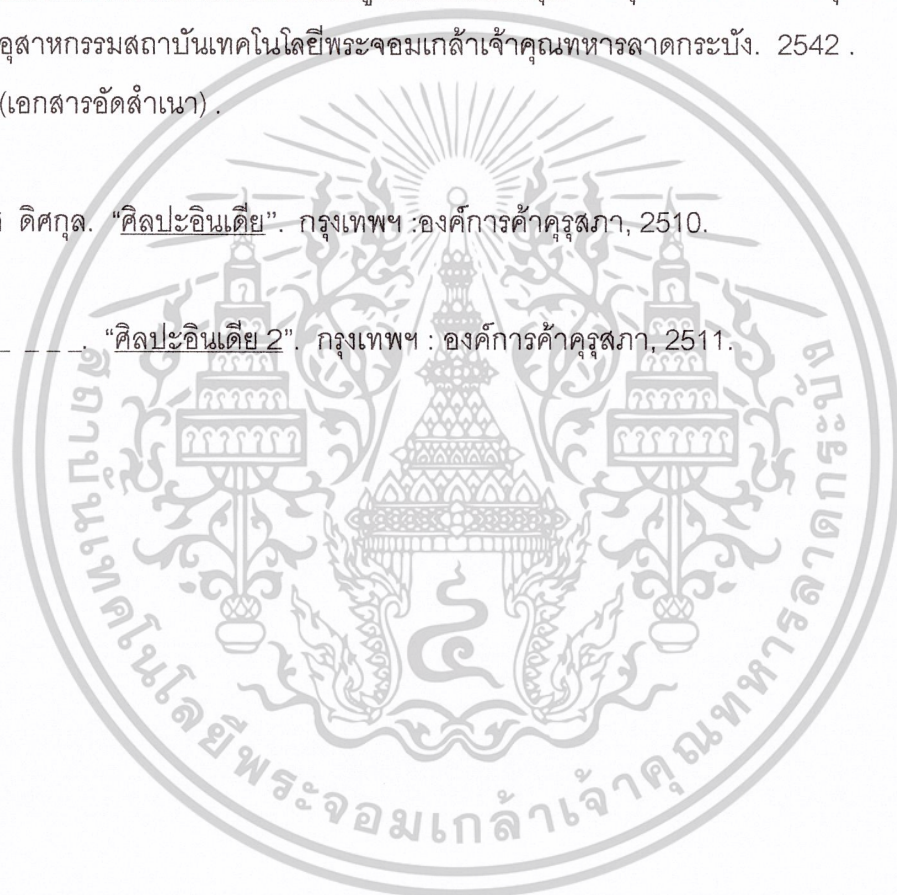 อุสาหกรรมสถาบันเทคโนโลยีพระจอมเกล้าเจ้าคุณทหารลาดกระบัง. 2542 .
(เอกสารอัดสำเนา) .
ดิศกุล. “ศิลปะอินเดีย”. กรุงเทพฯ :องค์การค้าคุรุสภา, 2510.
_ _ _ _. “ศิลปะอินเดีย 2”. กรุงเทพฯ : องค์การค้าคุรุสภา, 2511.
สถาบันเทคโนโลยีพระจอมเกล้าเจ้าคุณทหารลาดกระบัง
๔